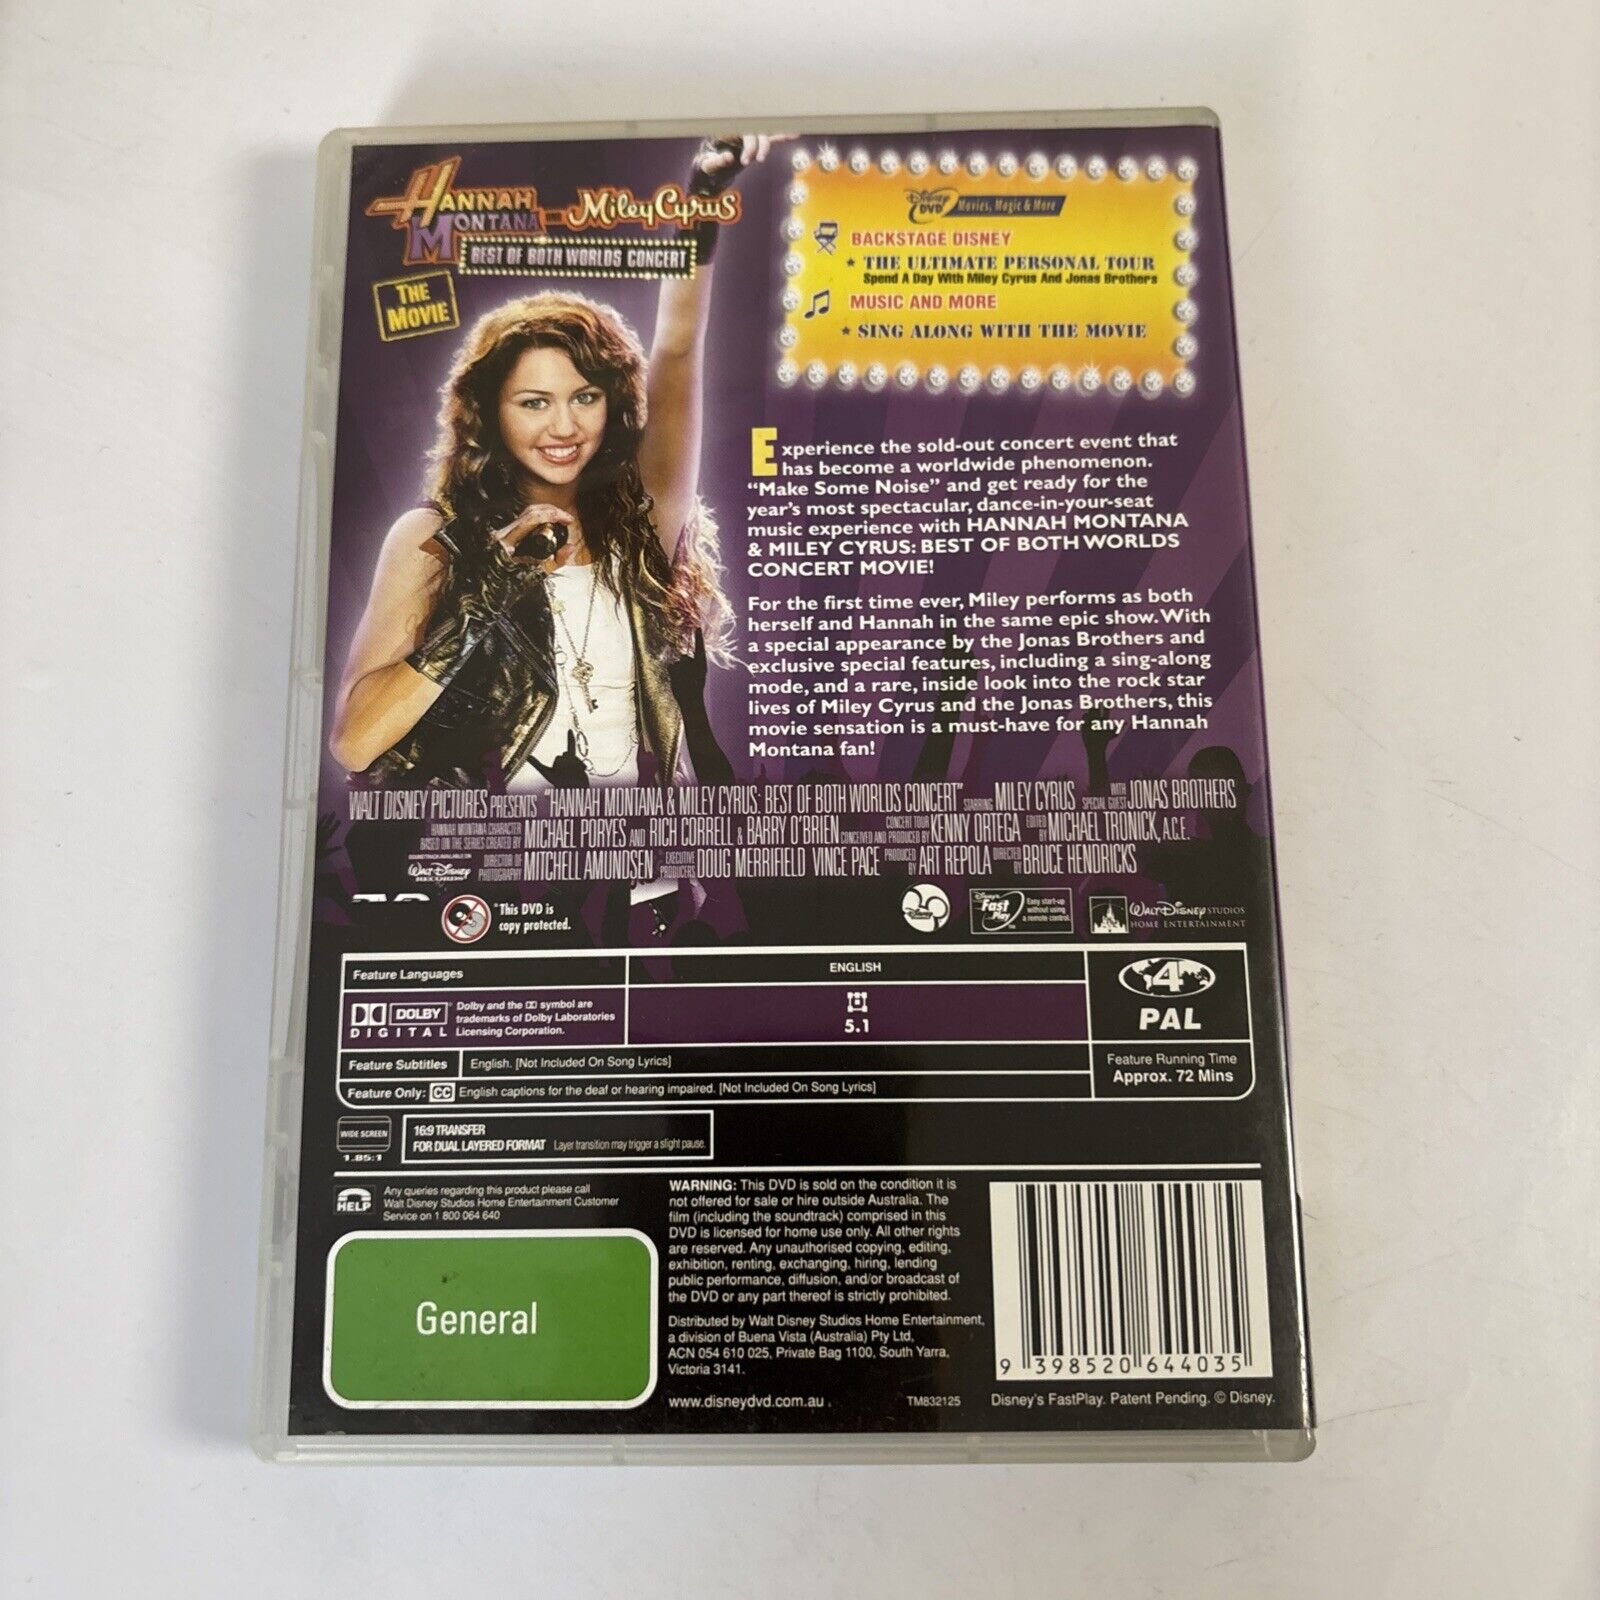 HANNAH MONTANA AND Miley Cyrus
BEST OF BOTH WORLDS CONCERT
THE MOVIE
Disney DVD Movies, Magic & More
BACKSTAGE DISNEY
★ THE ULTIMATE PERSONAL TOUR
Spend A Day With Miley Cyrus And Jonas Brothers
MUSIC AND MORE
★ SING ALONG WITH THE MOVIE
Experience the sold-out concert event that
has become a worldwide phenomenon.
“Make Some Noise” and get ready for the
year’s most spectacular, dance-in-your-seat
music experience with HANNAH MONTANA
& MILEY CYRUS: BEST OF BOTH WORLDS
CONCERT MOVIE!
For the first time ever, Miley performs as both
herself and Hannah in the same epic show. With
a special appearance by the Jonas Brothers and
exclusive special features, including a sing-along
mode, and a rare, inside look into the rock star
lives of Miley Cyrus and the Jonas Brothers, this
movie sensation is a must-have for any Hannah
Montana fan!
WALT DISNEY PICTURES PRESENTS “HANNAH MONTANA & MILEY CYRUS: BEST OF BOTH WORLDS CONCERT” STARRING MILEY CYRUS WITH SPECIAL GUEST JONAS BROTHERS
HANNAH MONTANA CHARACTER BASED ON THE SERIES CREATED BY MICHAEL PORYES AND RICH CORRELL & BARRY O’BRIEN CONCERT TOUR CONCEIVED AND PRODUCED BY KENNY ORTEGA EDITED BY MICHAEL TRONICK, A.C.E.
SOUNDTRACK AVAILABLE ON WALT DISNEY RECORDS DIRECTOR OF PHOTOGRAPHY MITCHELL AMUNDSEN EXECUTIVE PRODUCERS DOUG MERRIFIELD VINCE PACE PRODUCED BY ART REPOLA DIRECTED BY BRUCE HENDRICKS
*This DVD is
copy protected.
Disney's Fast Play
Easy start-up
without using
a remote control.
WALT DISNEY STUDIOS
HOME ENTERTAINMENT
Feature Languages
ENGLISH
DOLBY
DIGITAL
Dolby and the DD symbol are
trademarks of Dolby Laboratories
Licensing Corporation.
5.1
4
PAL
Feature Subtitles
English. [Not Included On Song Lyrics]
Feature Only: CC English captions for the deaf or hearing impaired. [Not Included On Song Lyrics]
Feature Running Time
Approx. 72 Mins
WIDE SCREEN
1.85:1
16:9 TRANSFER
FOR DUAL LAYERED FORMAT Layer transition may trigger a slight pause.
HELP
Any queries regarding this product please call
Walt Disney Studios Home Entertainment Customer
Service on 1 800 064 640
General
WARNING: This DVD is sold on the condition it is
not offered for sale or hire outside Australia. The
film (including the soundtrack) comprised in this
DVD is licensed for home use only. All other rights
are reserved. Any unauthorised copying, editing,
exhibition, renting, exchanging, hiring, lending
public performance, diffusion, and/or broadcast of
the DVD or any part thereof is strictly prohibited.
Distributed by Walt Disney Studios Home Entertainment,
a division of Buena Vista (Australia) Pty Ltd,
ACN 054 610 025, Private Bag 1100, South Yarra,
Victoria 3141.
www.disneydvd.com.au .
TM832125
9 398520 644035
Disney's FastPlay. Patent Pending. © Disney.